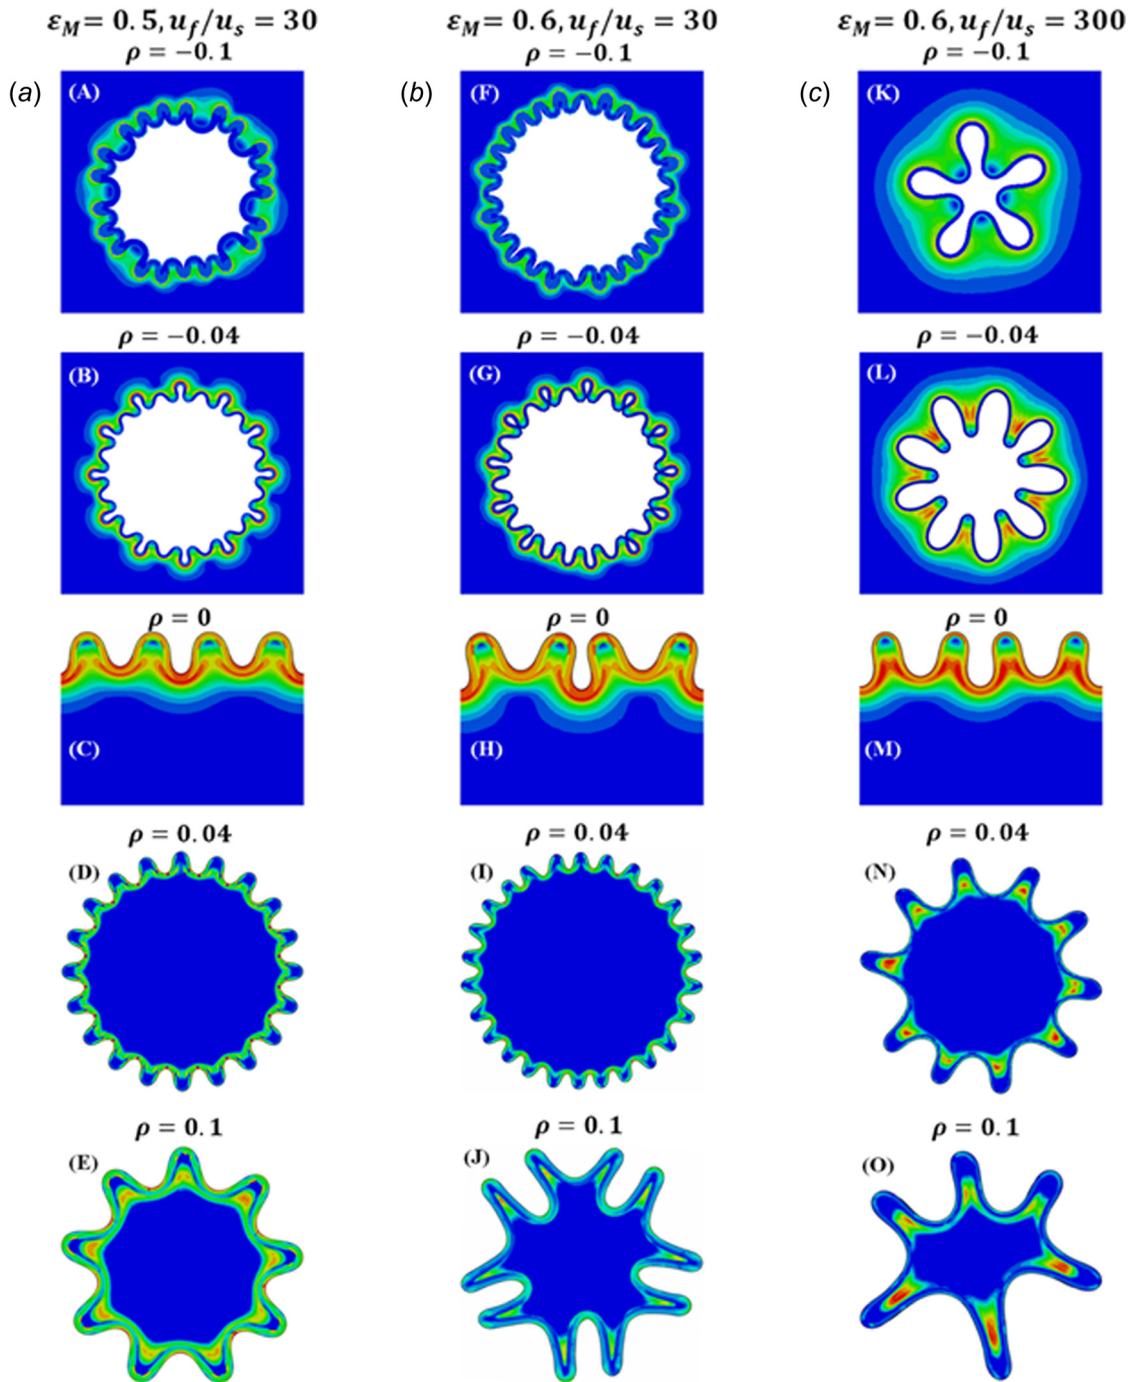 ε_M = 0.5, u_f/u_s = 30
ε_M = 0.6, u_f/u_s = 30
ε_M = 0.6, u_f/u_s = 300
ρ = −0.1
ρ = −0.1
ρ = −0.1
(a)
(A)
(b)
(F)
(c)
(K)
ρ = −0.04
ρ = −0.04
ρ = −0.04
(B)
(G)
(L)
ρ = 0
ρ = 0
ρ = 0
(C)
(H)
(M)
ρ = 0.04
ρ = 0.04
ρ = 0.04
(D)
(I)
(N)
ρ = 0.1
ρ = 0.1
ρ = 0.1
(E)
(J)
(O)